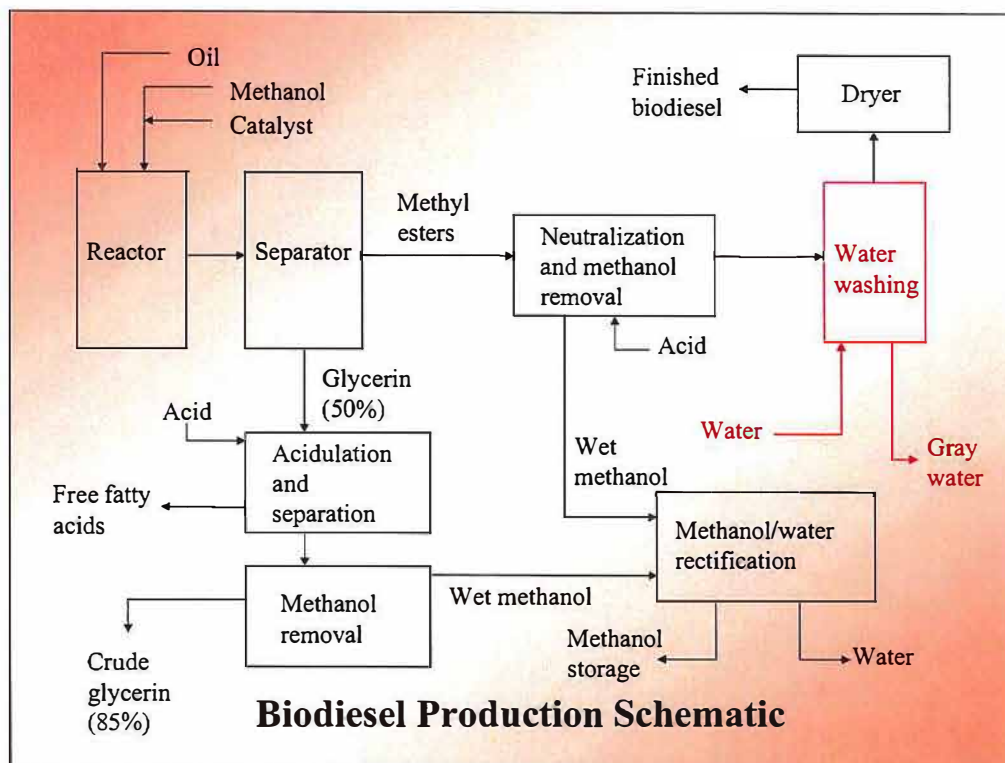 Oil
Methanol
Catalyst
Finished
biodiesel
Dryer
Reactor
Separator
Methyl
esters
Neutralization
and methanol
removal
Water
washing
Acid
Glycerin
(50%)
Acid
Water
Gray
water
Wet
methanol
Acidulation
and
separation
Free fatty
acids
Methanol/water
rectification
Methanol
removal
Wet methanol
Methanol
storage
Water
Crude
glycerin
(85%)
Biodiesel Production Schematic